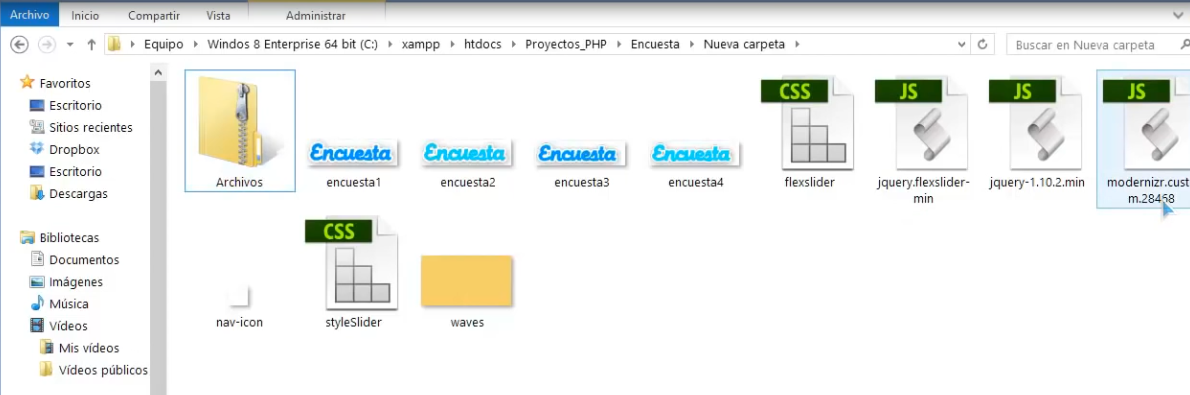 Archivo Inicio Compartir Vista Administrar
Equipo Windos 8 Enterprise 64 bit (C:) xampp htdocs Proyectos_PHP Encuesta Nueva carpeta Buscar en Nueva carpeta
Favoritos
Escritorio
Sitios recientes
Dropbox
Escritorio
Descargas
Bibliotecas
Documentos
Imágenes
Música
Vídeos
Mis vídeos
Vídeos públicos
CSS JS JS JS
Encuesta Encuesta Encuesta Encuesta
Archivos encuesta1 encuesta2 encuesta3 encuesta4 flexslider jquery.flexslider- jquery-1.10.2.min modernizr.cust
min m.28468
CSS
nav-icon styleSlider waves